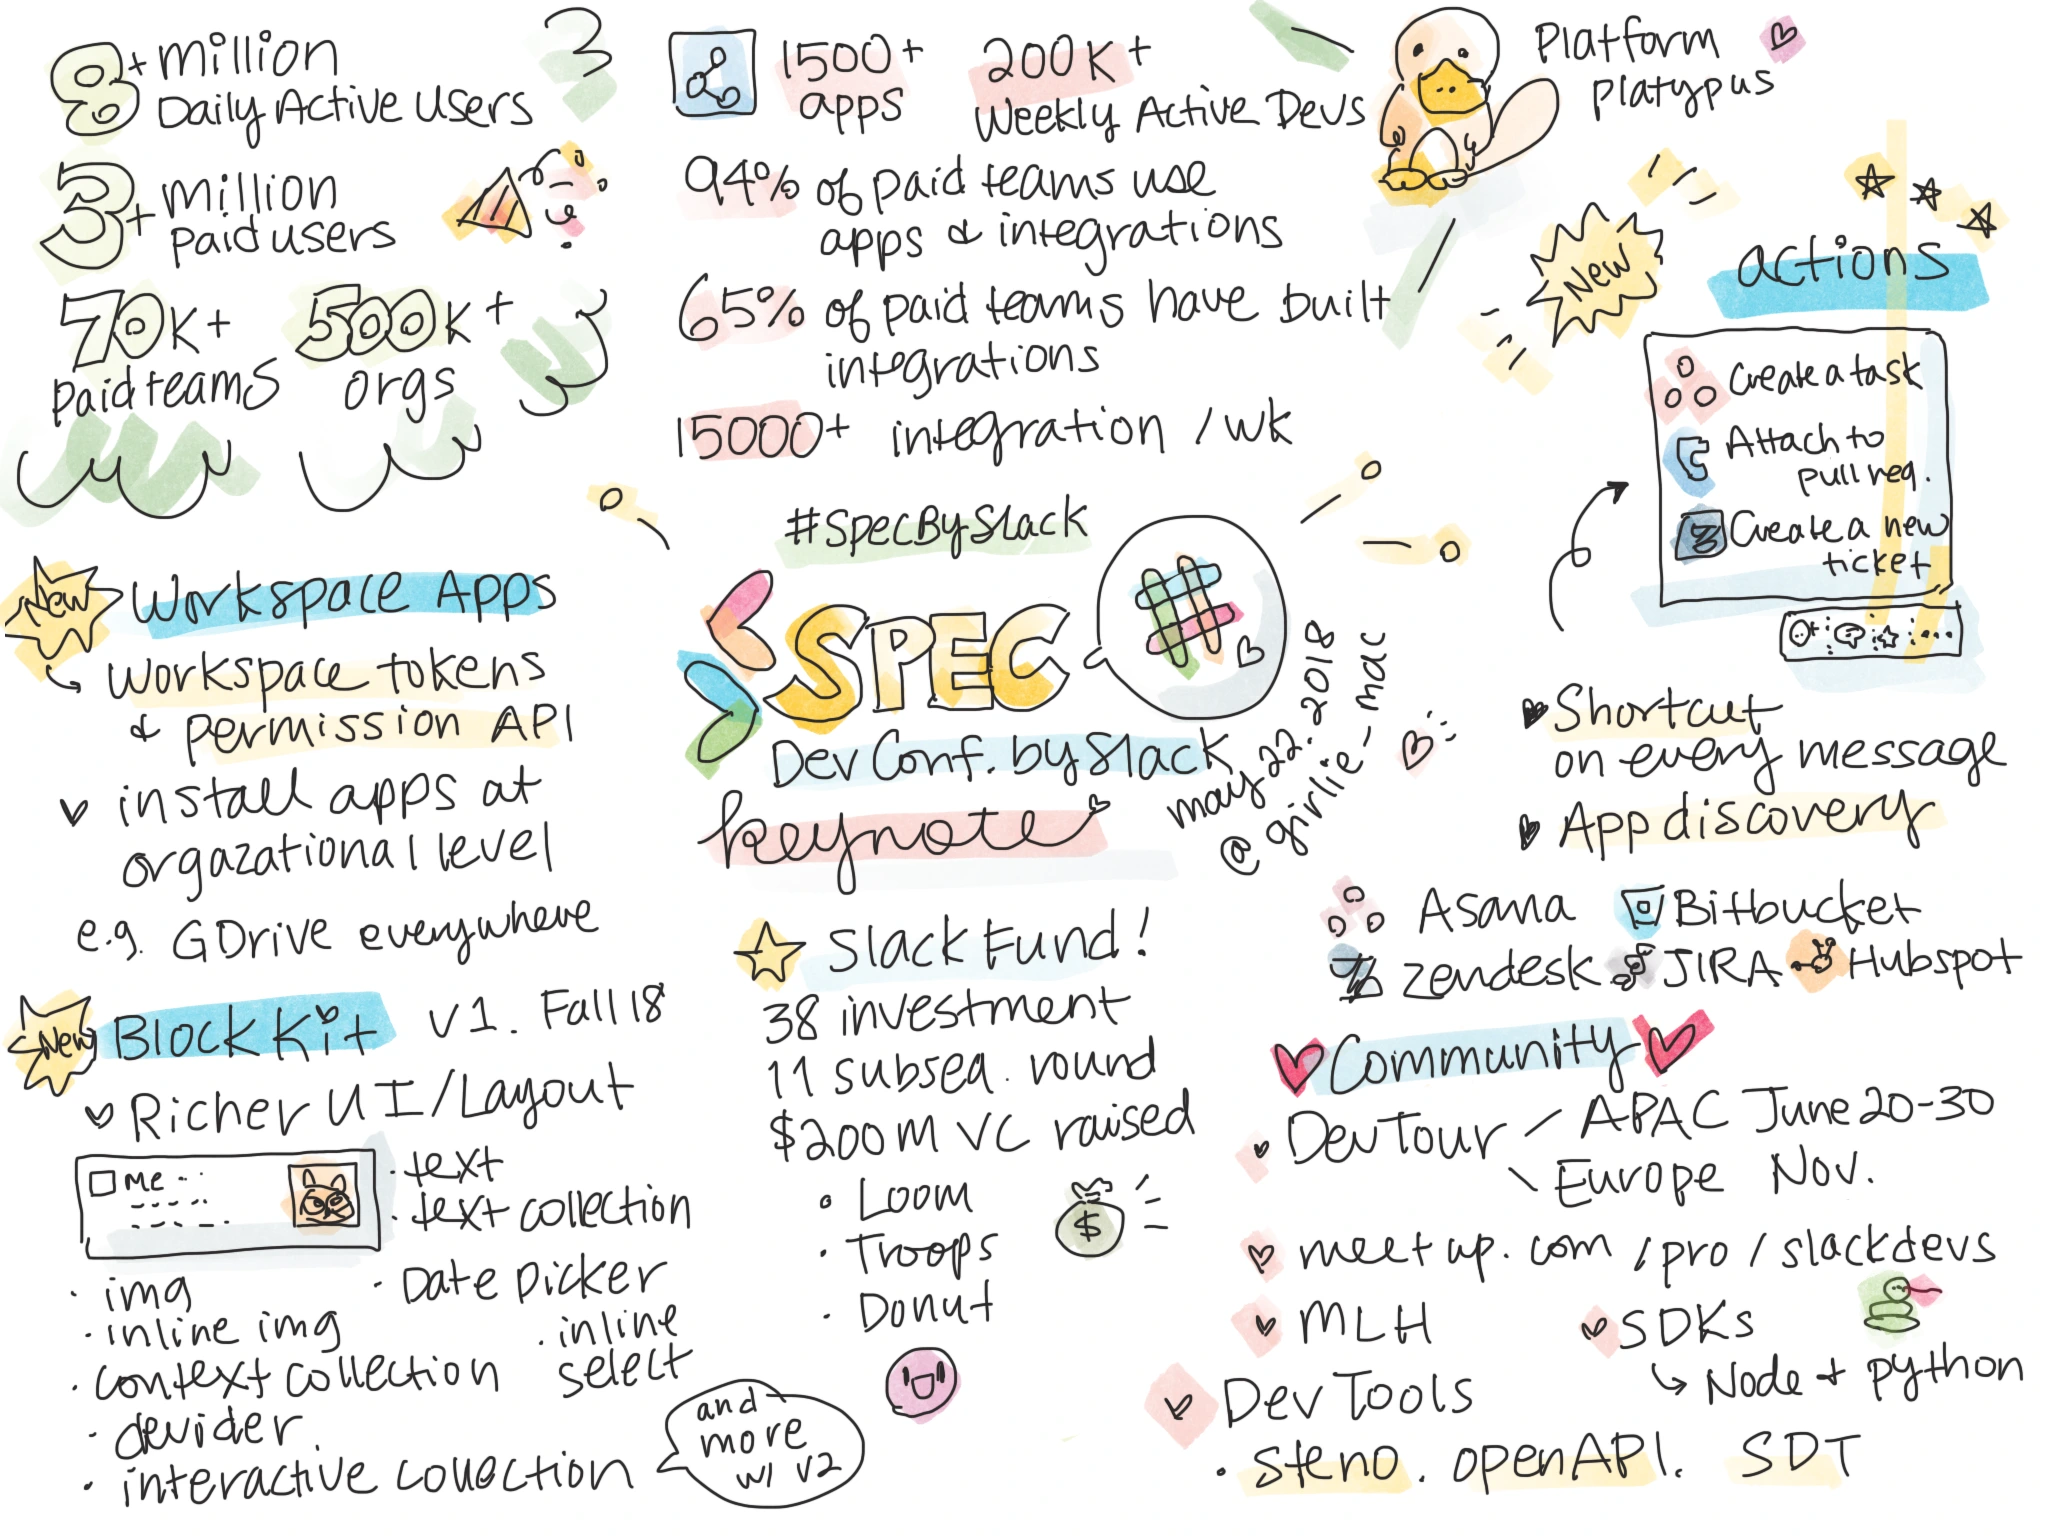 8+ million
Daily Active Users
3+ million
paid users
70K+
paid teams
500K+
orgs
1500+
apps
200K+
Weekly Active Devs
94% of paid teams use
apps & integrations
65% of paid teams have built
integrations
15000+ integration / wk
Platform
Platypus
#SpecBySlack
SPEC
Dev Conf. by Slack
keynote
may 22. 2018
@girlie_mac
New
Workspace Apps
workspace tokens
& permission API
install apps at
orgazational level
e.g. GDrive everywhere
New
Block Kit v1. Fall 18
Richer UI/Layout
Me
· text
· text collection
· img
· Date Picker
· inline img
· inline
select
· context collection
· devider
· interactive collection
and
more
w/ v2
Slack Fund!
38 investment
11 subseq. round
$200M VC raised
• Loom
· Troops
· Donut
$
New
actions
Create a task
Attach to
pull req.
Create a new
ticket
Shortcut
on every message
App discovery
Asana Bitbucket
Zendesk JIRA Hubspot
Community
Dev Tour / APAC June 20-30
\ Europe Nov.
meetup.com/pro/slackdevs
MLH
SDKs
Node + python
Dev Tools
· Steno. openAPI. SDT